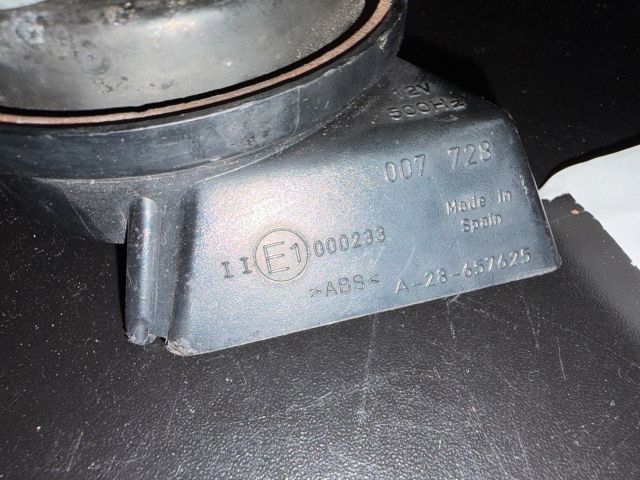 12V
500Hz
007 728
Made in
Spain
II E1 000233
>ABS< A-28-657625